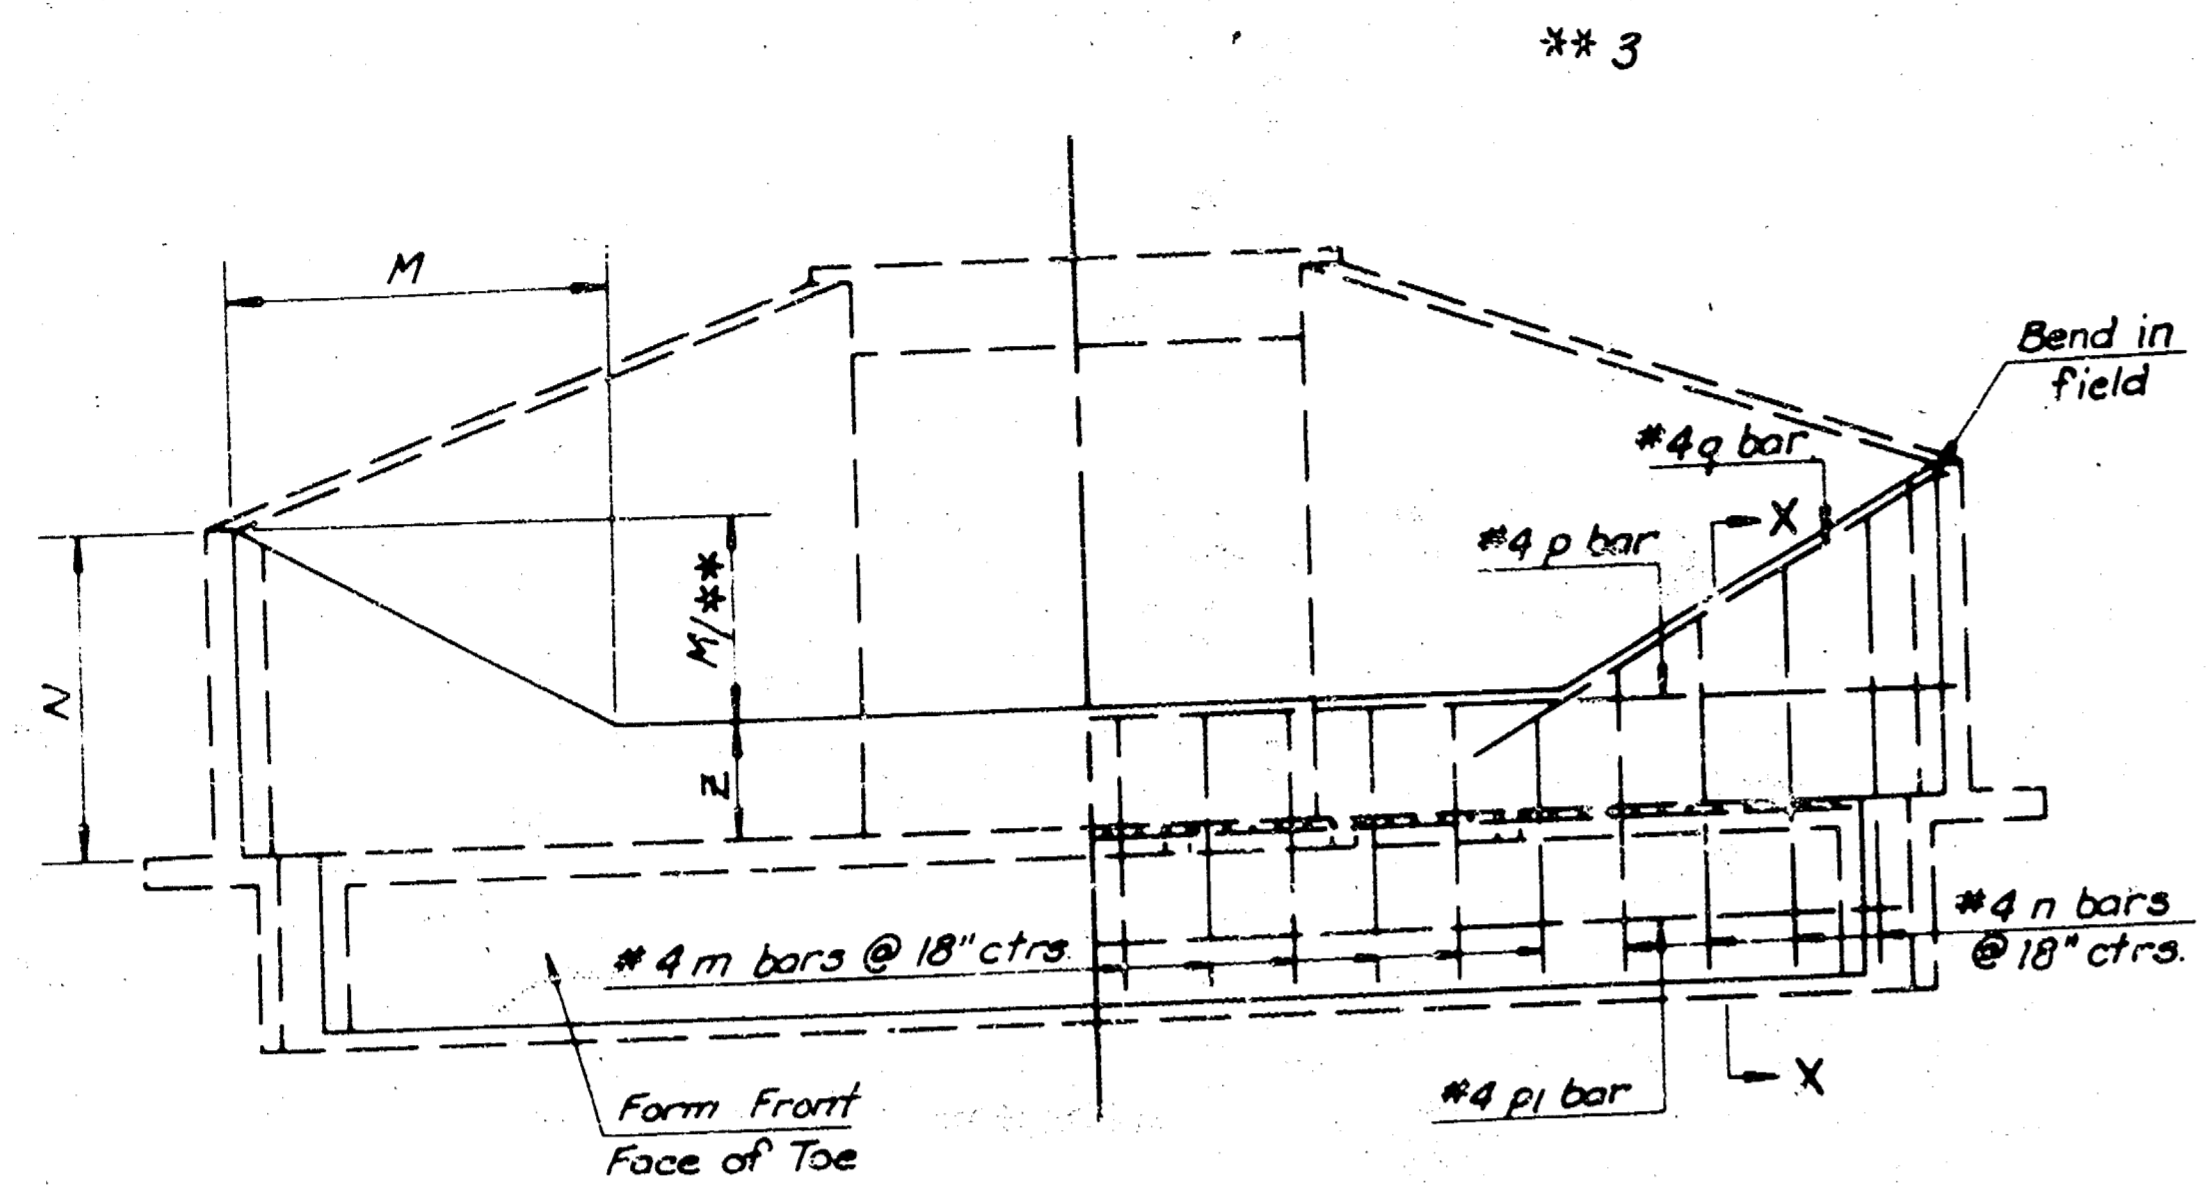 ** 3
M
Bend in
field
#4 q bar
X
#4 p bar
M/**
N
Z
#4 n bars
@ 18" ctrs.
#4 m bars @ 18" ctrs.
X
#4 p1 bar
Form Front
Face of Toe